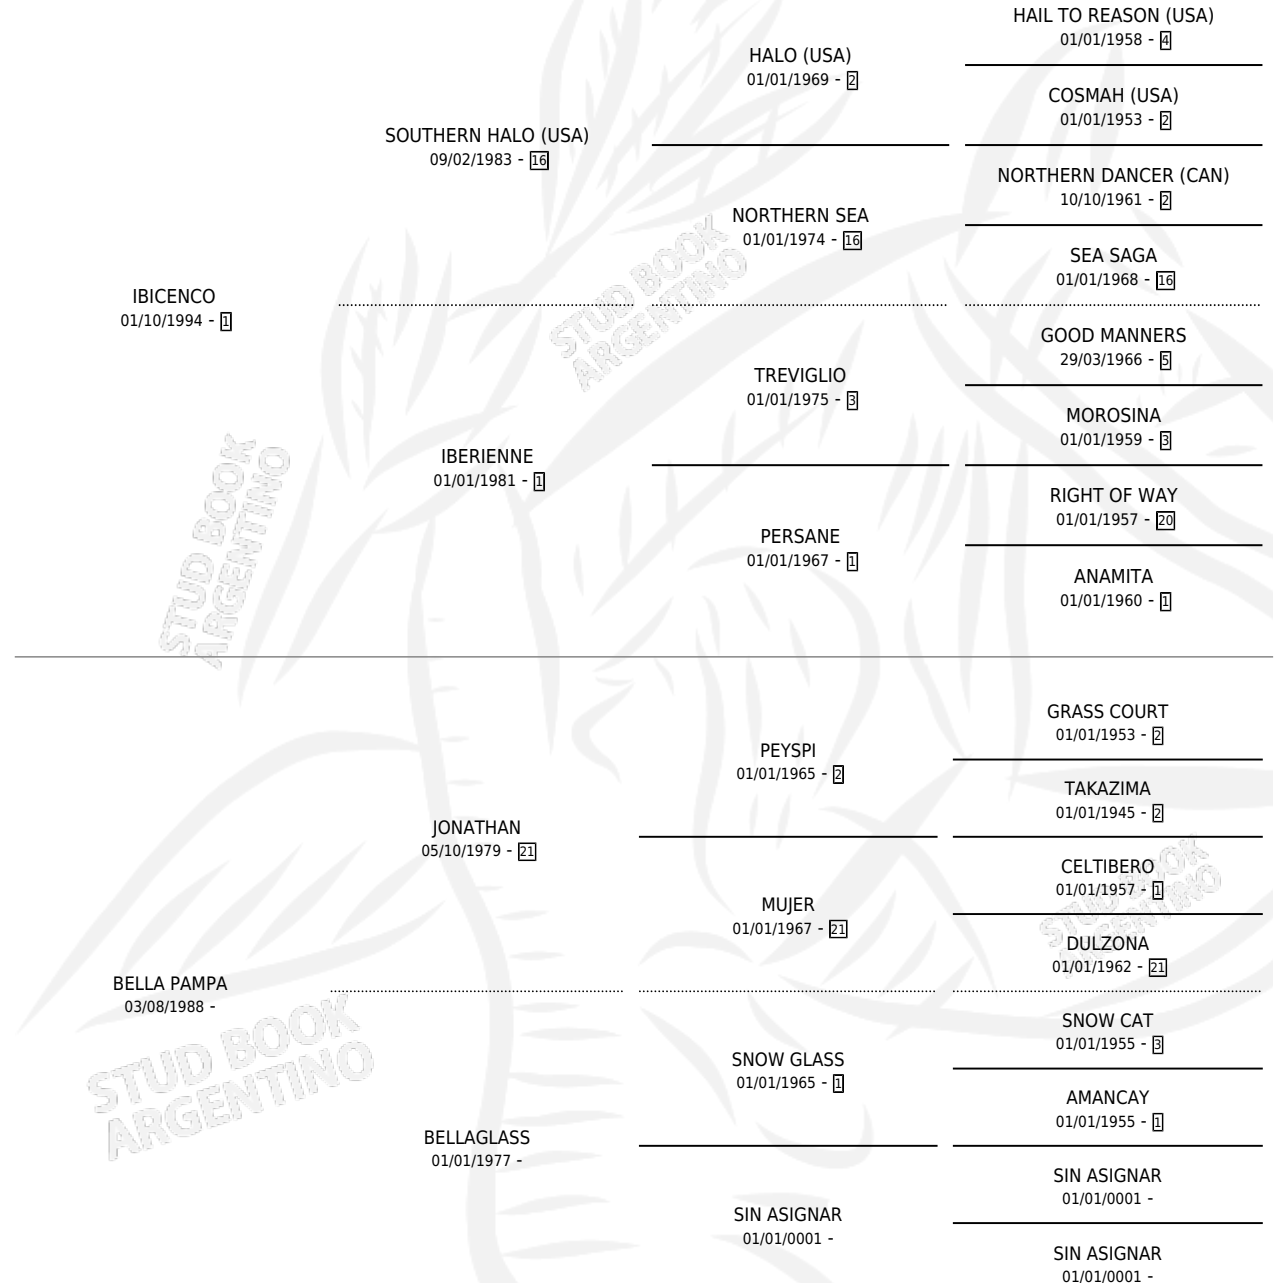 HAIL TO REASON (USA)
01/01/1958 - 4
HALO (USA)
01/01/1969 - 2
COSMAH (USA)
01/01/1953 - 2
SOUTHERN HALO (USA)
09/02/1983 - 16
NORTHERN DANCER (CAN)
10/10/1961 - 2
NORTHERN SEA
01/01/1974 - 16
SEA SAGA
01/01/1968 - 16
IBICENCO
01/10/1994 - 1
GOOD MANNERS
29/03/1966 - 5
TREVIGLIO
01/01/1975 - 3
MOROSINA
01/01/1959 - 3
IBERIENNE
01/01/1981 - 1
RIGHT OF WAY
01/01/1957 - 20
PERSANE
01/01/1967 - 1
ANAMITA
01/01/1960 - 1
GRASS COURT
01/01/1953 - 2
PEYSPI
01/01/1965 - 2
TAKAZIMA
01/01/1945 - 2
JONATHAN
05/10/1979 - 21
CELTIBERO
01/01/1957 - 1
MUJER
01/01/1967 - 21
DULZONA
01/01/1962 - 21
BELLA PAMPA
03/08/1988 -
SNOW CAT
01/01/1955 - 3
SNOW GLASS
01/01/1965 - 1
AMANCAY
01/01/1955 - 1
BELLAGLASS
01/01/1977 -
SIN ASIGNAR
01/01/0001 -
SIN ASIGNAR
01/01/0001 -
SIN ASIGNAR
01/01/0001 -
STUD BOOK
ARGENTINO
STUD BOOK
ARGENTINO
STUD BOOK
ARGENTINO
STUD BOOK
ARGENTINO